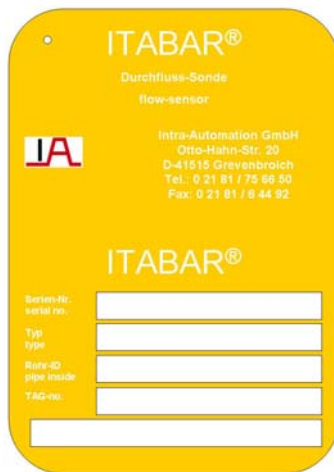 ITABAR®
Durchfluss-Sonde
flow-sensor
IA
Intra-Automation GmbH
Otto-Hahn-Str. 20
D-41515 Grevenbroich
Tel.: 0 21 81 / 75 66 50
Fax: 0 21 81 / 6 44 92
ITABAR®
Serien-Nr.
serial no.
Typ
type
Rohr-ID
pipe inside
TAG-no.